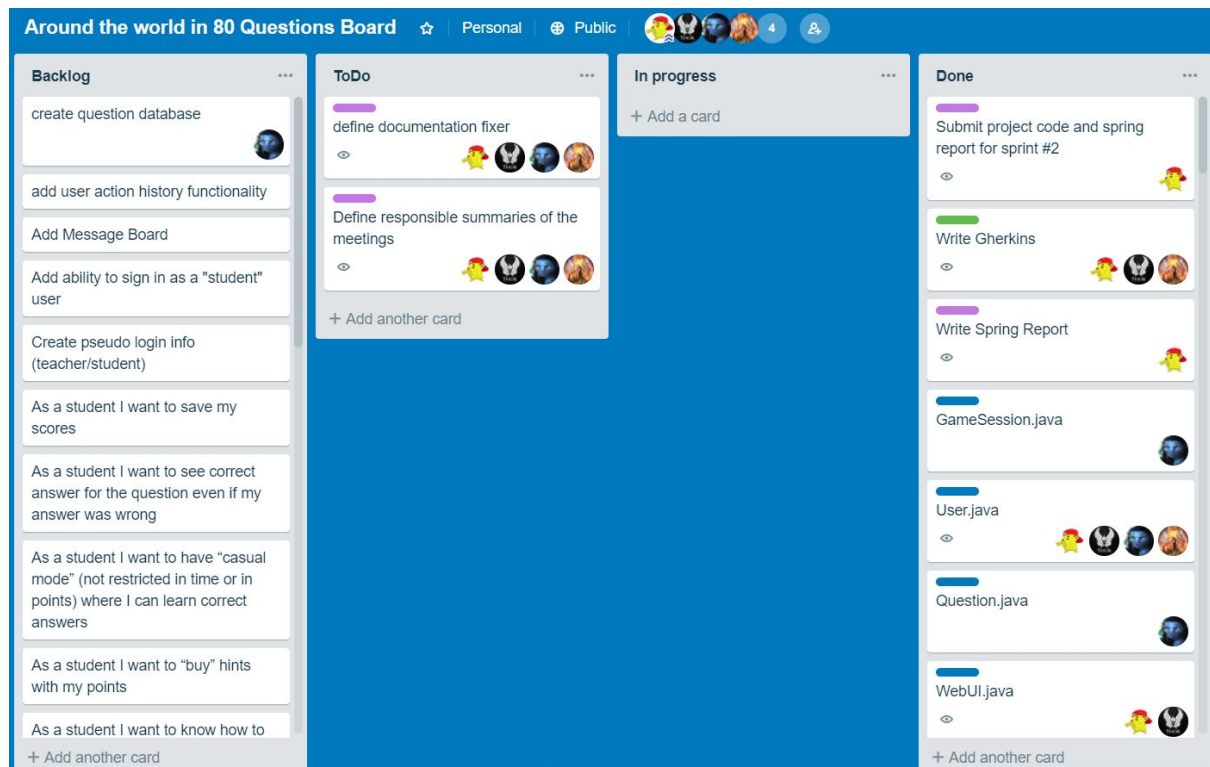 Around the world in 80 Questions Board
Personal
Public
4
Backlog
...
create question database
add user action history functionality
Add Message Board
Add ability to sign in as a "student"
user
Create pseudo login info
(teacher/student)
As a student I want to save my
scores
As a student I want to see correct
answer for the question even if my
answer was wrong
As a student I want to have “casual
mode” (not restricted in time or in
points) where I can learn correct
answers
As a student I want to “buy” hints
with my points
As a student I want to know how to
+ Add another card
ToDo
...
define documentation fixer
Define responsible summaries of the
meetings
+ Add another card
In progress
...
+ Add a card
Done
...
Submit project code and spring
report for sprint #2
Write Gherkins
Write Spring Report
GameSession.java
User.java
Question.java
WebUI.java
+ Add another card